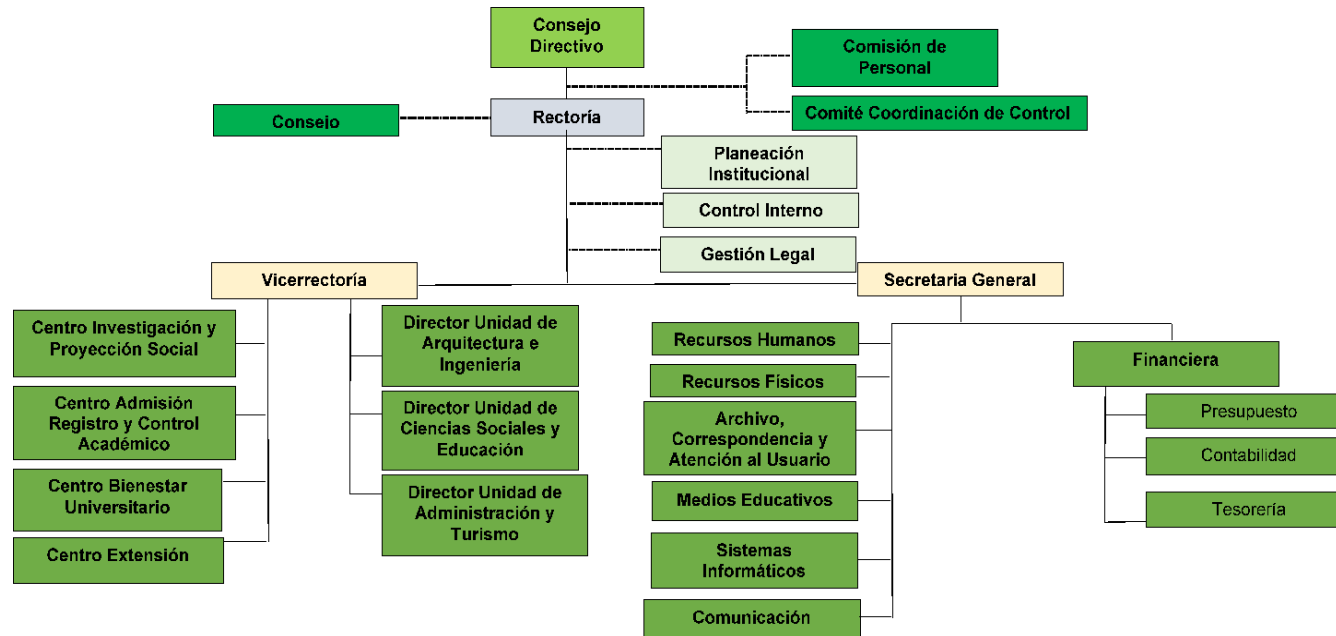 Consejo
Directivo
Comisión de
Personal
Comité Coordinación de Control
Consejo
Rectoría
Planeación
Institucional
Control Interno
Gestión Legal
Vicerrectoría
Secretaria General
Centro Investigación y
Proyección Social
Centro Admisión
Registro y Control
Académico
Centro Bienestar
Universitario
Centro Extensión
Director Unidad de
Arquitectura e
Ingeniería
Director Unidad de
Ciencias Sociales y
Educación
Director Unidad de
Administración y
Turismo
Recursos Humanos
Recursos Físicos
Archivo,
Correspondencia y
Atención al Usuario
Medios Educativos
Sistemas
Informáticos
Comunicación
Financiera
Presupuesto
Contabilidad
Tesorería